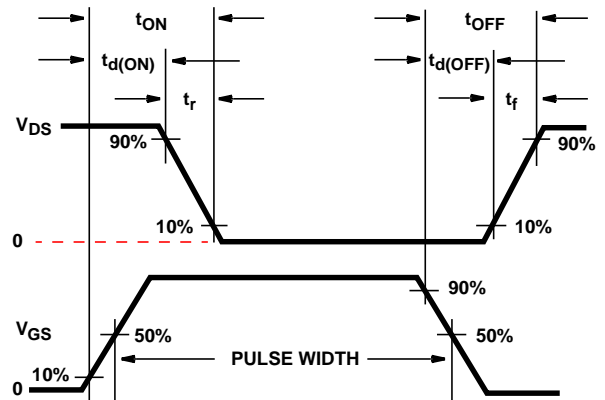 tON tOFF
td(ON) td(OFF)
tr tf
VDS
90% 90%
10% 10%
0
90%
VGS 50% 50%
PULSE WIDTH
10%
0